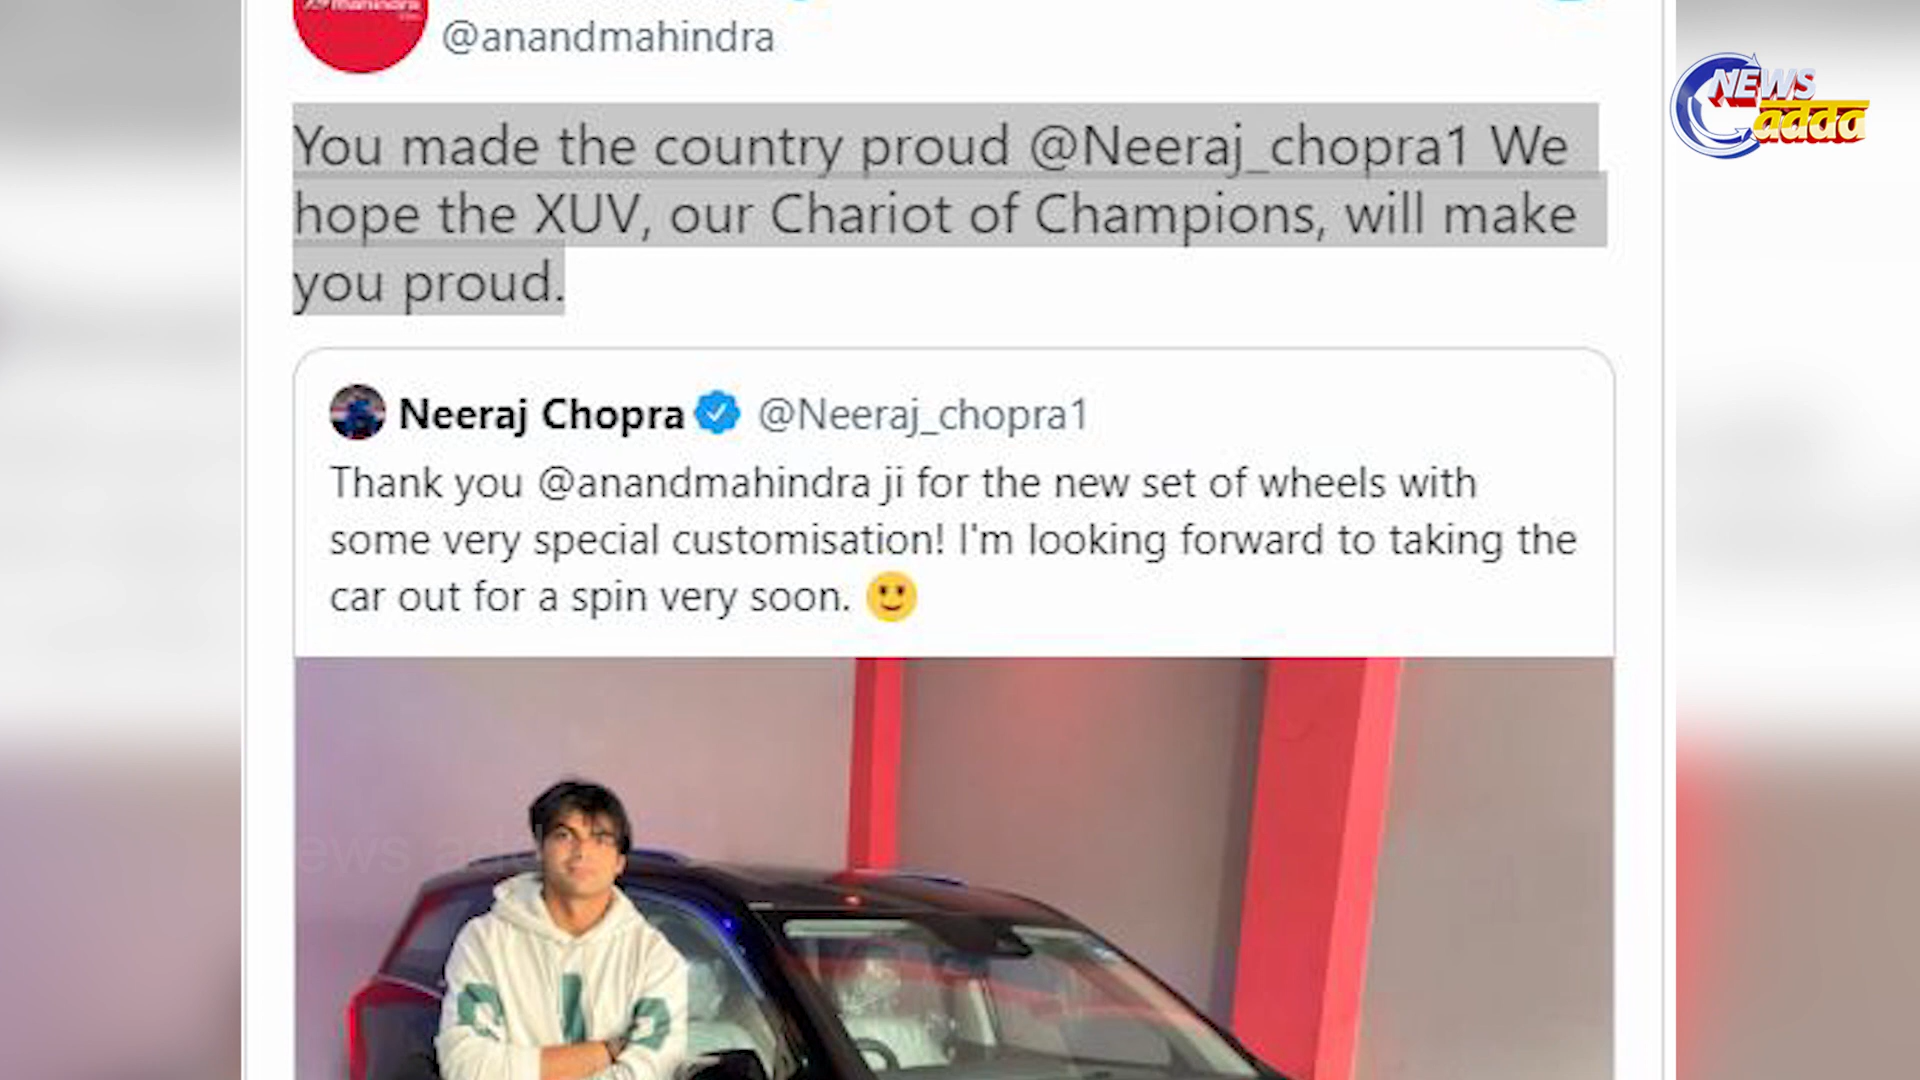 mahindra
@anandmahindra
NEWS
adda
You made the country proud @Neeraj_chopra1 We
hope the XUV, our Chariot of Champions, will make
you proud.
Neeraj Chopra @Neeraj_chopra1
Thank you @anandmahindra ji for the new set of wheels with
some very special customisation! I'm looking forward to taking the
car out for a spin very soon.